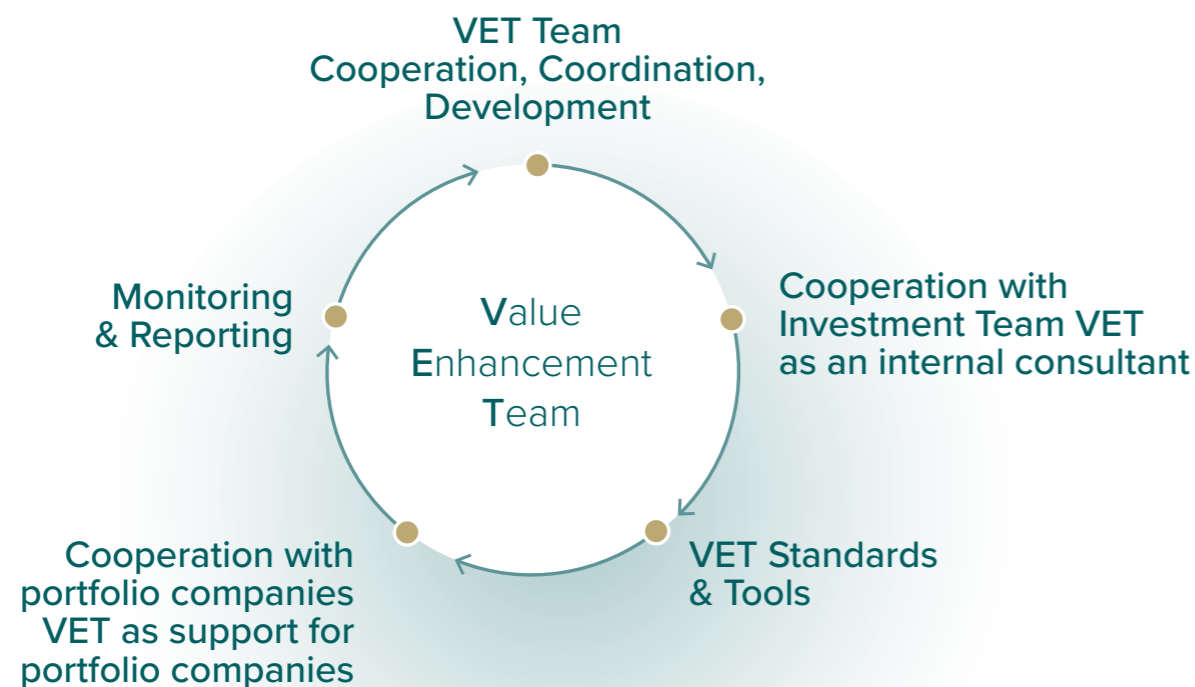 VET Team
Cooperation, Coordination,
Development
Cooperation with
Investment Team VET
as an internal consultant
VET Standards
& Tools
Cooperation with
portfolio companies
VET as support for
portfolio companies
Monitoring
& Reporting
Value
Enhancement
Team